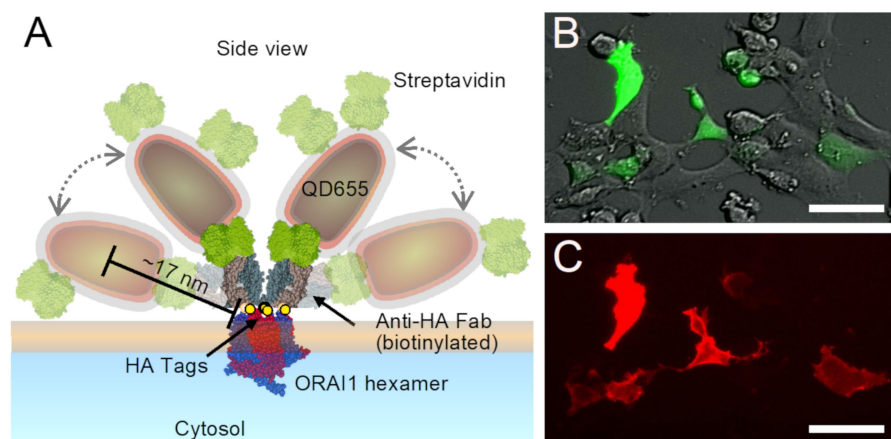 A
Side view
Streptavidin
QD655
~17 nm
Anti-HA Fab
(biotinylated)
HA Tags
ORAI1 hexamer
Cytosol
B
C